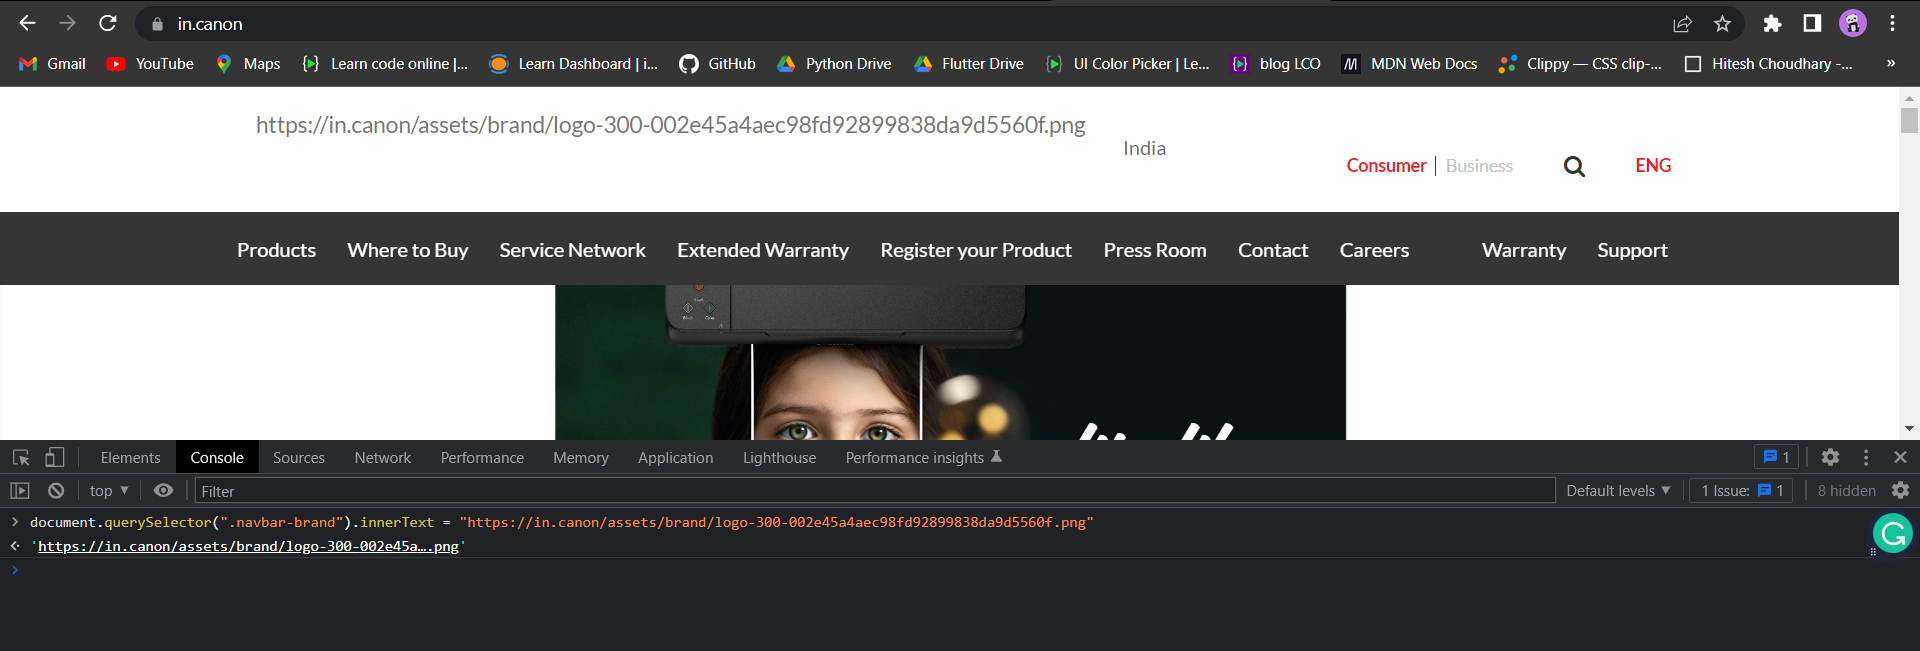 in.canon
Gmail YouTube Maps Learn code online |... Learn Dashboard | i... GitHub Python Drive Flutter Drive UI Color Picker | Le... blog LCO MDN Web Docs Clippy — CSS clip-... Hitesh Choudhary -... »
https://in.canon/assets/brand/logo-300-002e45a4aec98fd92899838da9d5560f.png
India
Consumer | Business ENG
Products Where to Buy Service Network Extended Warranty Register your Product Press Room Contact Careers Warranty Support
Elements Console Sources Network Performance Memory Application Lighthouse Performance insights 1
top Filter Default levels 1 Issue: 1 8 hidden
document.querySelector(".navbar-brand").innerText = "https://in.canon/assets/brand/logo-300-002e45a4aec98fd92899838da9d5560f.png"
'https://in.canon/assets/brand/logo-300-002e45a….png'